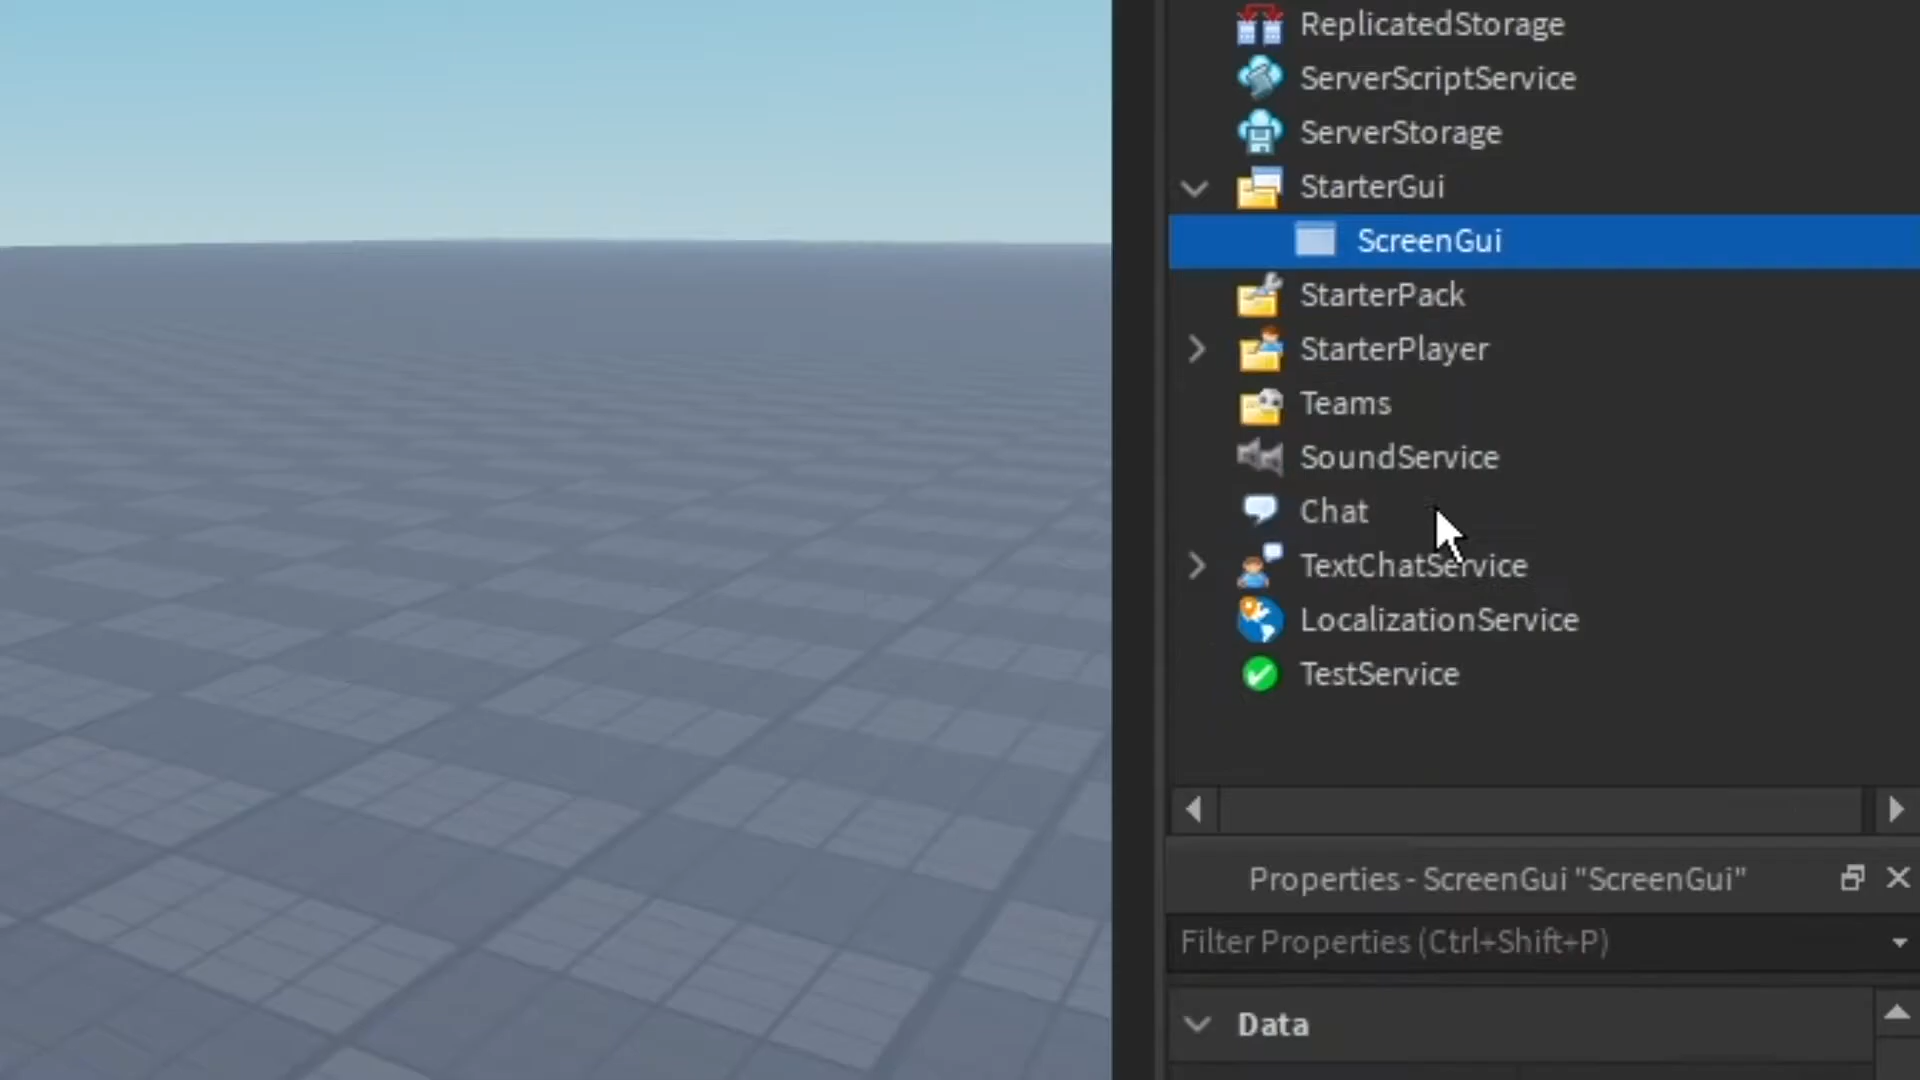 ReplicatedStorage
ServerScriptService
ServerStorage
StarterGui
ScreenGui
StarterPack
StarterPlayer
Teams
SoundService
Chat
TextChatService
LocalizationService
TestService
Properties - ScreenGui "ScreenGui"
Filter Properties (Ctrl+Shift+P)
Data